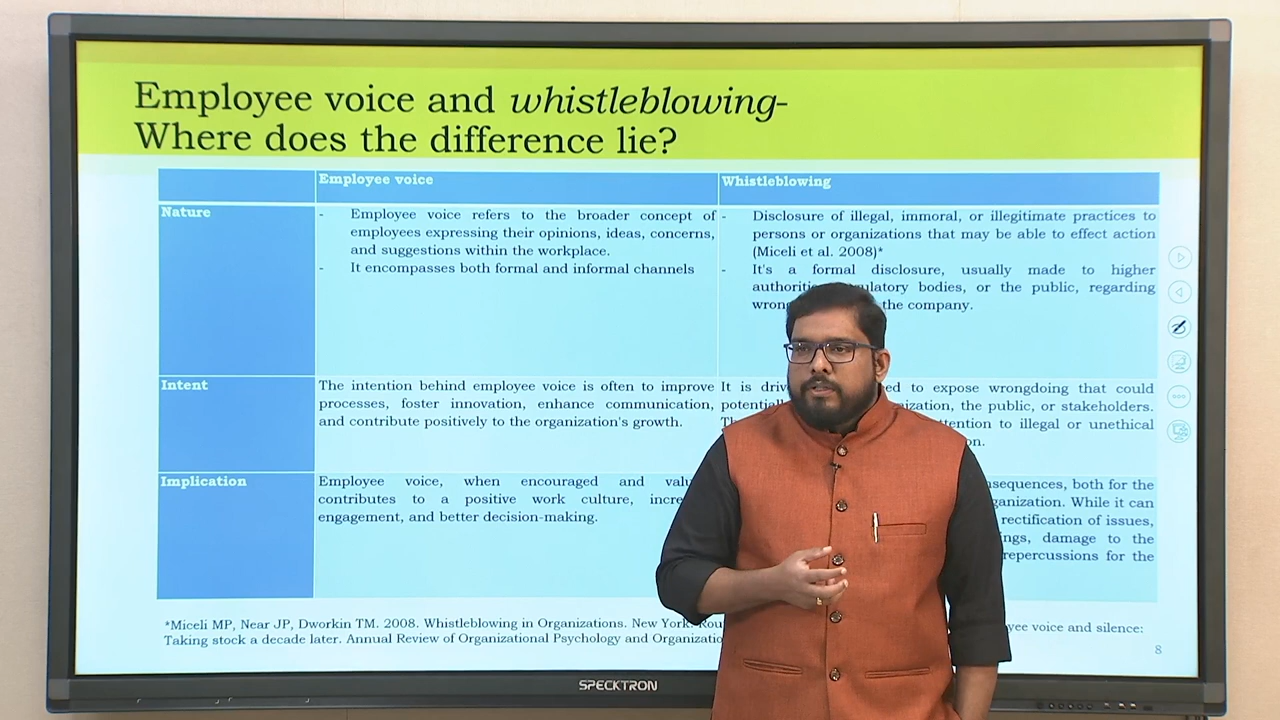 Employee voice and whistleblowing-
Where does the difference lie?
Employee voice
Whistleblowing
Nature
- Employee voice refers to the broader concept of
employees expressing their opinions, ideas, concerns,
and suggestions within the workplace.
- It encompasses both formal and informal channels
- Disclosure of illegal, immoral, or illegitimate practices to
persons or organizations that may be able to effect action
(Miceli et al. 2008)*
- It's a formal disclosure, usually made to higher
or the public, regarding
the company.
Intent
The intention behind employee voice is often to improve
processes, foster innovation, enhance communication,
and contribute positively to the organization's growth.
It is to expose wrongdoing that could
the public, or stakeholders.
to illegal or unethical
Implication
Employee voice, when encouraged and
contributes to a positive work culture,
engagement, and better decision-making.
both for the
While it can
rectification of issues,
damage to the
repercussions for the
*Miceli MP, Near JP, Dworkin TM. 2008. Whistleblowing in Organizations. New York: voice and silence:
Taking stock a decade later. Annual Review of Organizational Psychology and
8
SPECKTRON